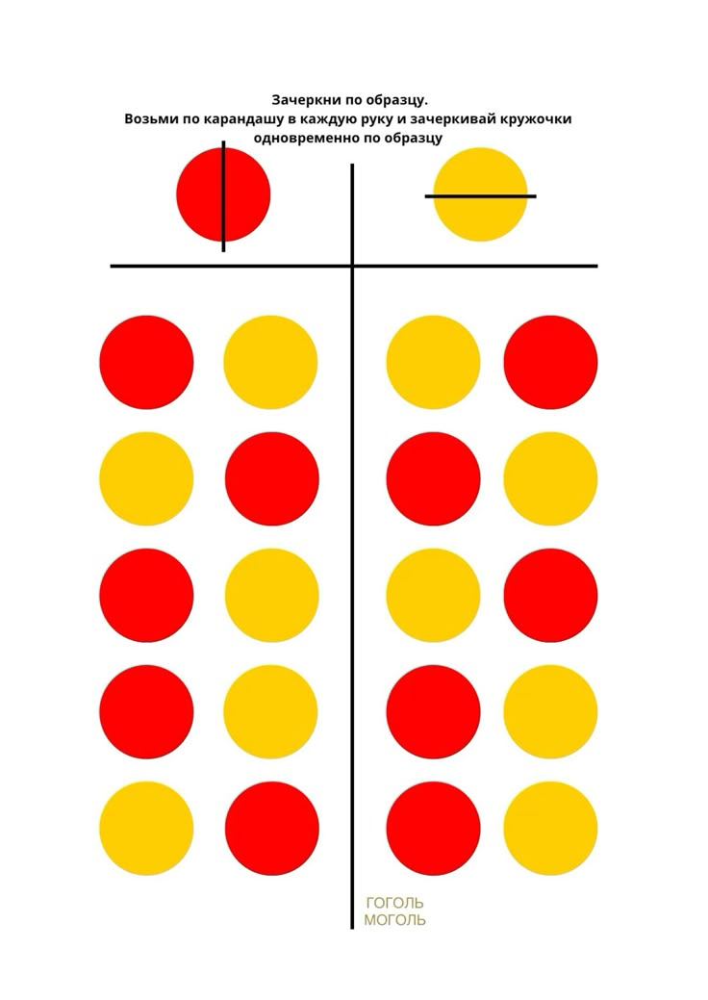 Зачеркни по образцу.
Возьми по карандашу в каждую руку и зачеркивай кружочки
одновременно по образцу
ГОГОЛЬ
МОГОЛЬ